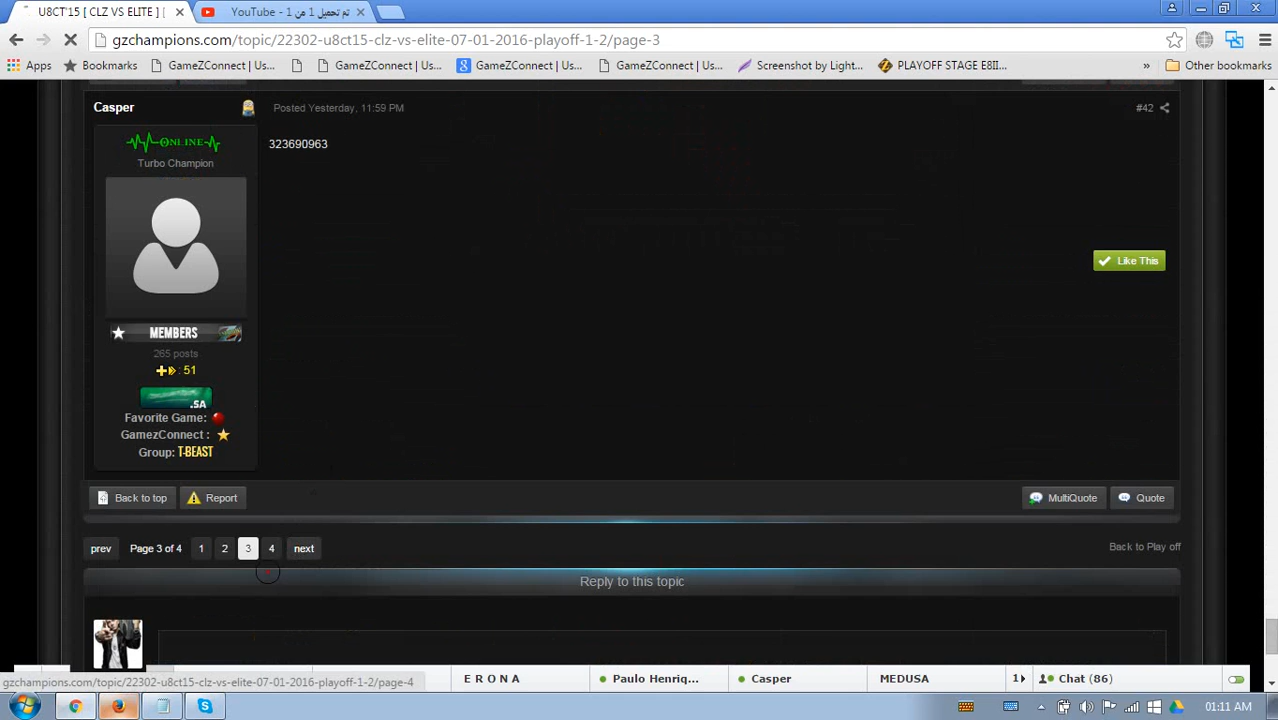 U8CT'15 [ CLZ VS ELITE ] [
YouTube - تم تحميل 1 من 1
gzchampions.com/topic/22302-u8ct15-clz-vs-elite-07-01-2016-playoff-1-2/page-3
Apps
Bookmarks
GameZConnect | Us...
GameZConnect | Us...
GameZConnect | Us...
GameZConnect | Us...
Screenshot by Light...
PLAYOFF STAGE E8II...
»
Other bookmarks
Casper
Posted Yesterday, 11:59 PM
#42
ONLINE
Turbo Champion
323690963
Like This
MEMBERS
265 posts
: 51
.SA
Favorite Game:
GamezConnect :
Group: T-BEAST
Back to top
Report
MultiQuote
Quote
prev
Page 3 of 4
1
2
3
4
next
Back to Play off
Reply to this topic
gzchampions.com/topic/22302-u8ct15-clz-vs-elite-07-01-2016-playoff-1-2/page-4
E R O N A
Paulo Henriq...
Casper
MEDUSA
1
Chat (86)
01:11 AM